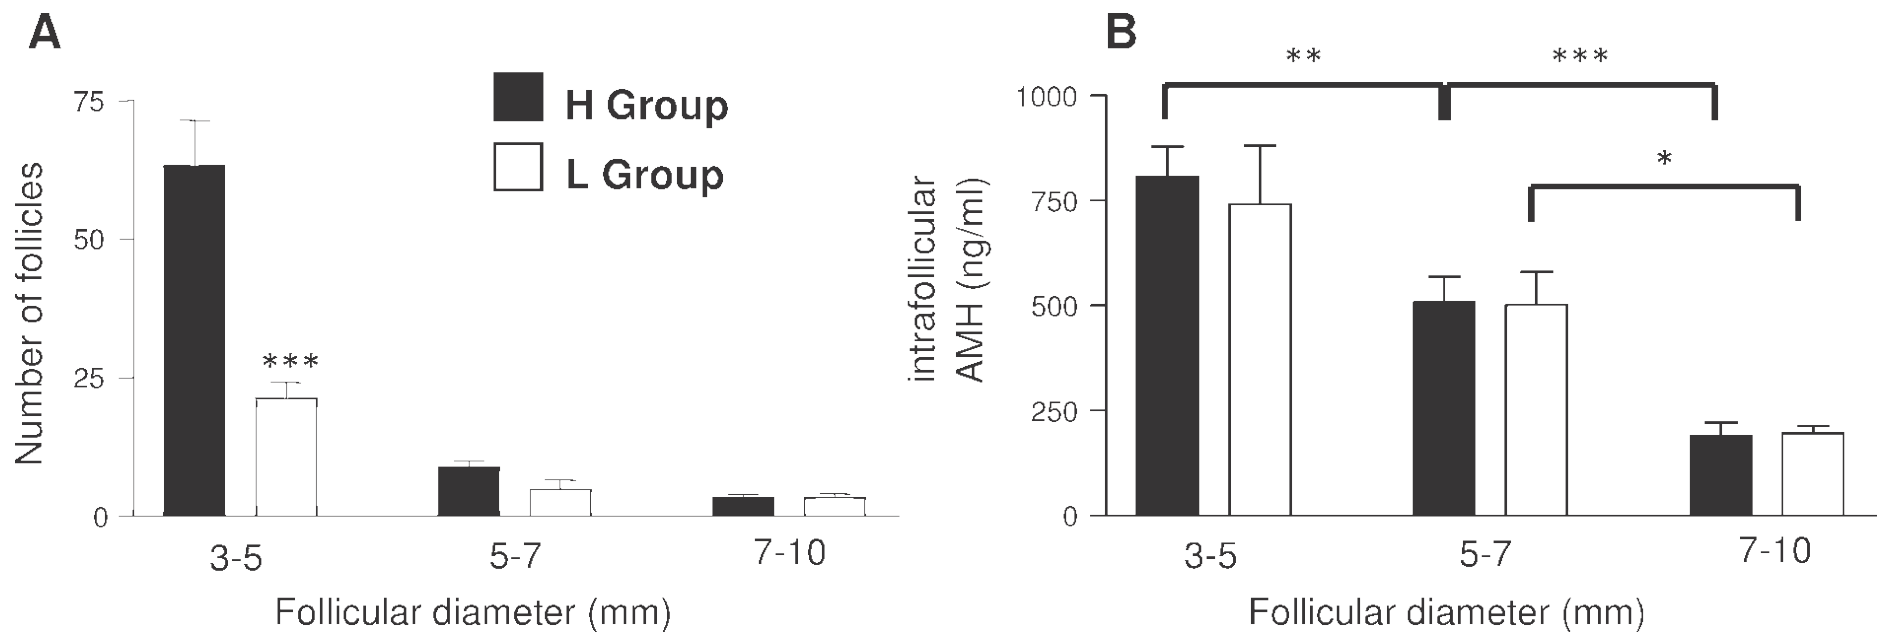 A
75
50
25
0
Number of follicles
H Group
L Group
***
3-5
5-7
7-10
Follicular diameter (mm)
B
**
***
*
1000
750
500
250
0
intrafollicular
AMH (ng/ml)
3-5
5-7
7-10
Follicular diameter (mm)